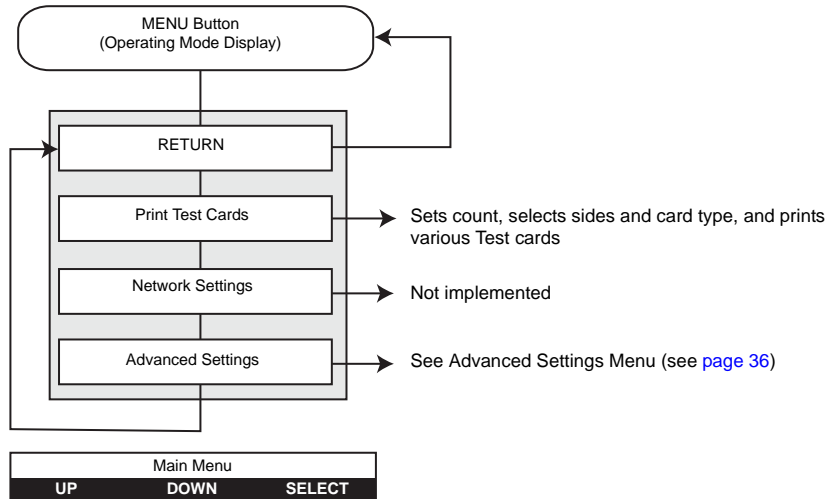 MENU Button
(Operating Mode Display)
RETURN
Print Test Cards
Sets count, selects sides and card type, and prints
various Test cards
Network Settings
Not implemented
Advanced Settings
See Advanced Settings Menu (see page 36)
Main Menu
UP DOWN SELECT